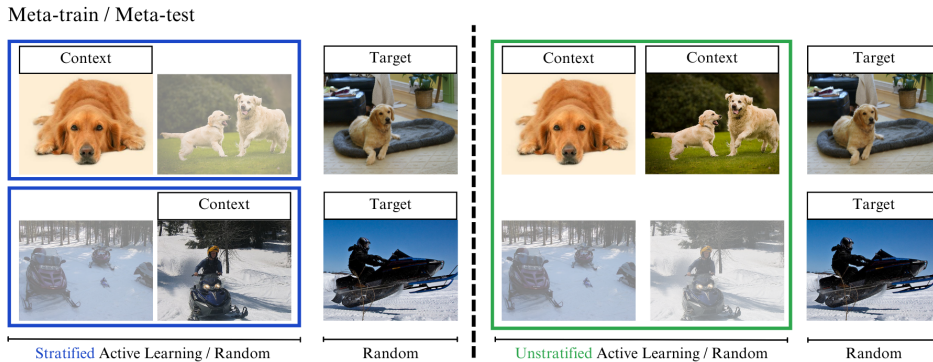 Meta-train / Meta-test
Context
Target
Context
Context
Target
Context
Target
Target
Stratified Active Learning / Random
Random
Unstratified Active Learning / Random
Random